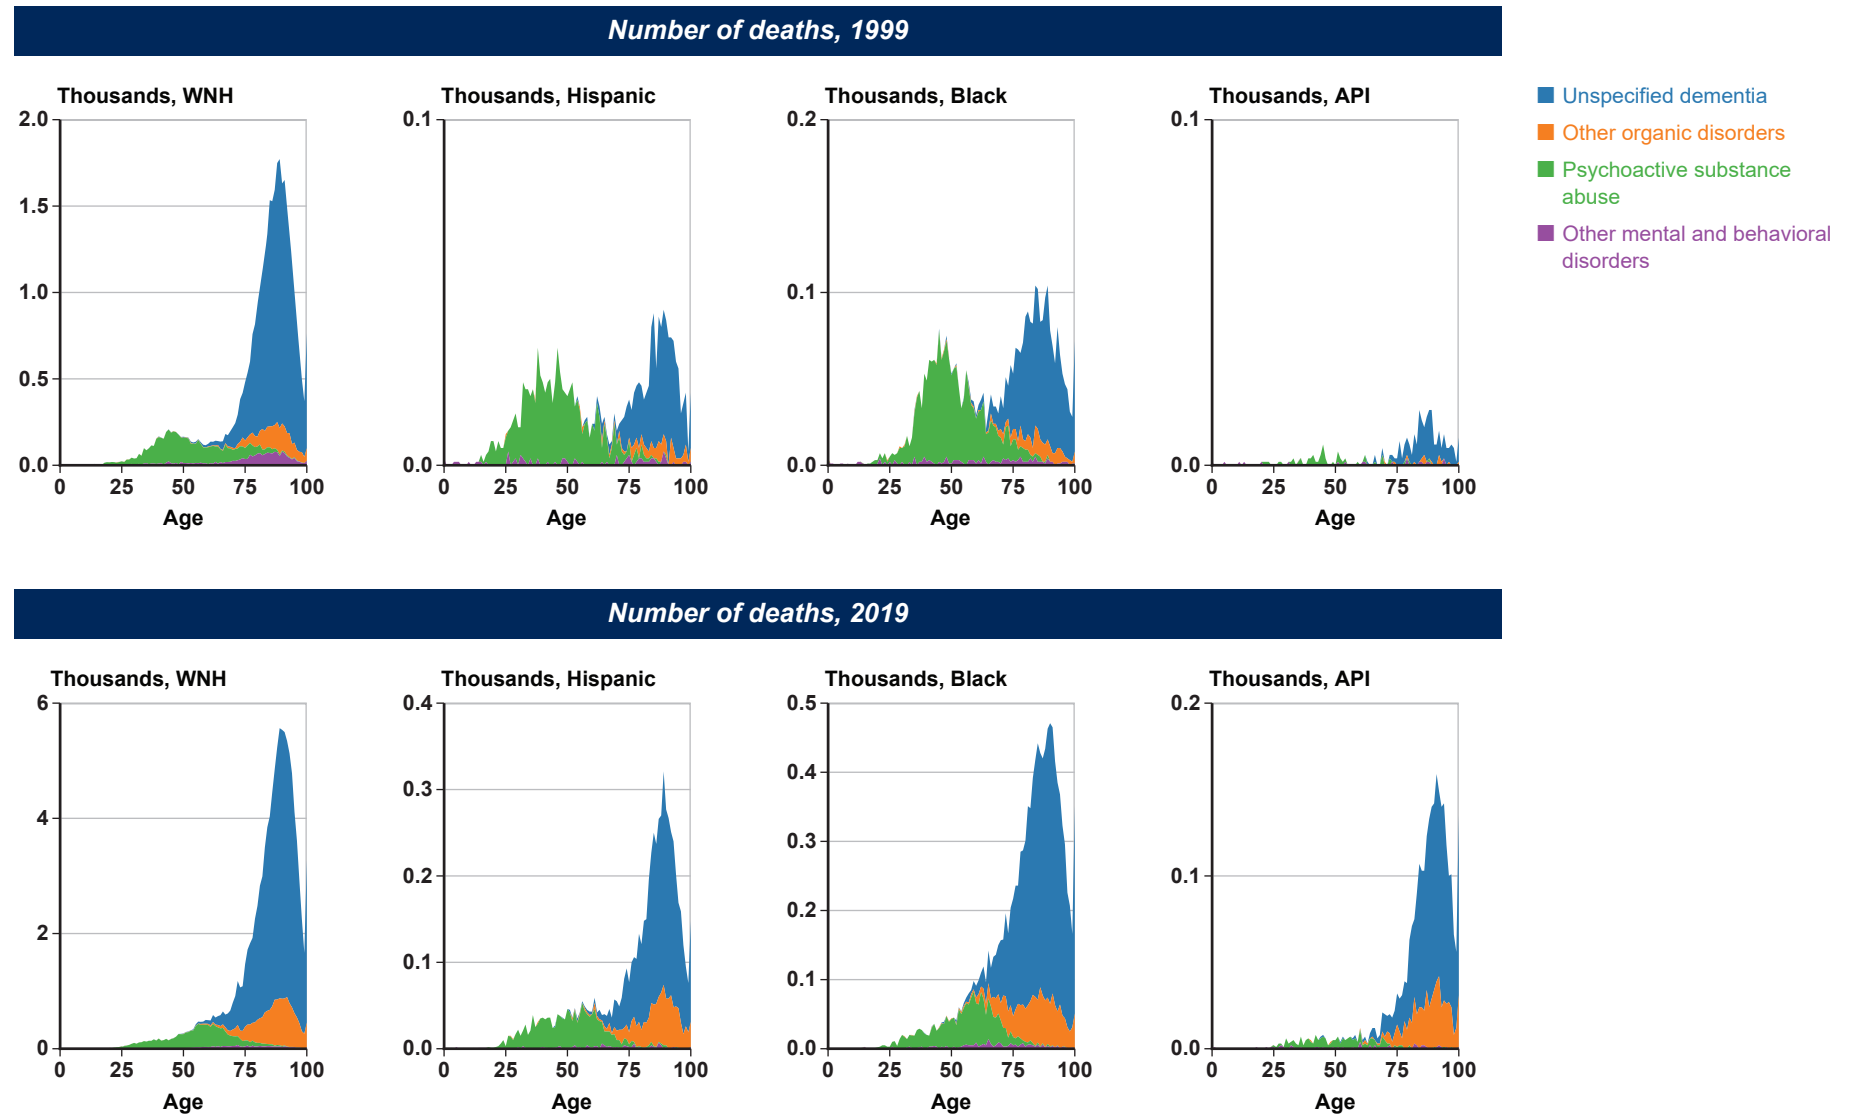 Number of deaths, 1999
Thousands, WNH
2.0
1.5
1.0
0.5
0.0
0 25 50 75 100
Age
Thousands, Hispanic
0.1
0.0
0 25 50 75 100
Age
Thousands, Black
0.2
0.1
0.0
0 25 50 75 100
Age
Thousands, API
0.1
0.0
0 25 50 75 100
Age
Unspecified dementia
Other organic disorders
Psychoactive substance
abuse
Other mental and behavioral
disorders
Number of deaths, 2019
Thousands, WNH
6
4
2
0
0 25 50 75 100
Age
Thousands, Hispanic
0.4
0.3
0.2
0.1
0.0
0 25 50 75 100
Age
Thousands, Black
0.5
0.4
0.3
0.2
0.1
0.0
0 25 50 75 100
Age
Thousands, API
0.2
0.1
0.0
0 25 50 75 100
Age